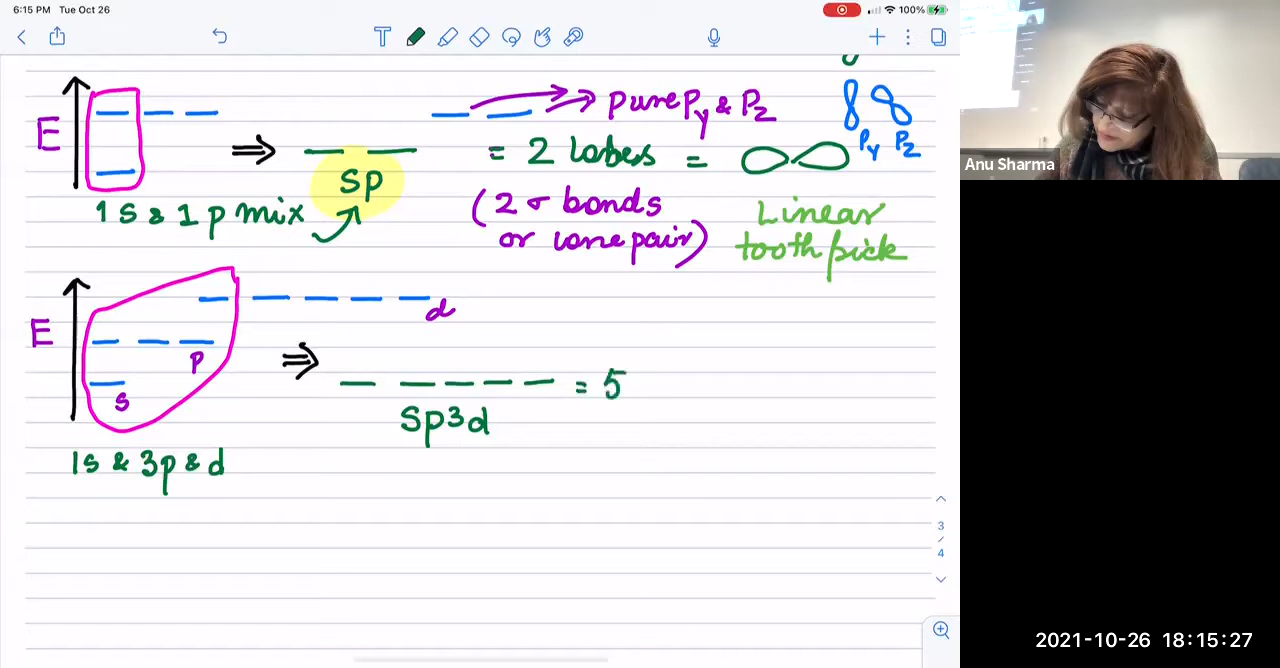 6:15 PM Tue Oct 26
100%
E
⇒
→ pure Py & Pz
Py Pz
= 2 lobes =
sp
1s & 1p mix
(2 σ bonds
or lone pair)
Linear
tooth pick
Anu Sharma
E
d
p
s
⇒
= 5
sp³d
1s & 3p & d
3
/
4
2021-10-26 18:15:27